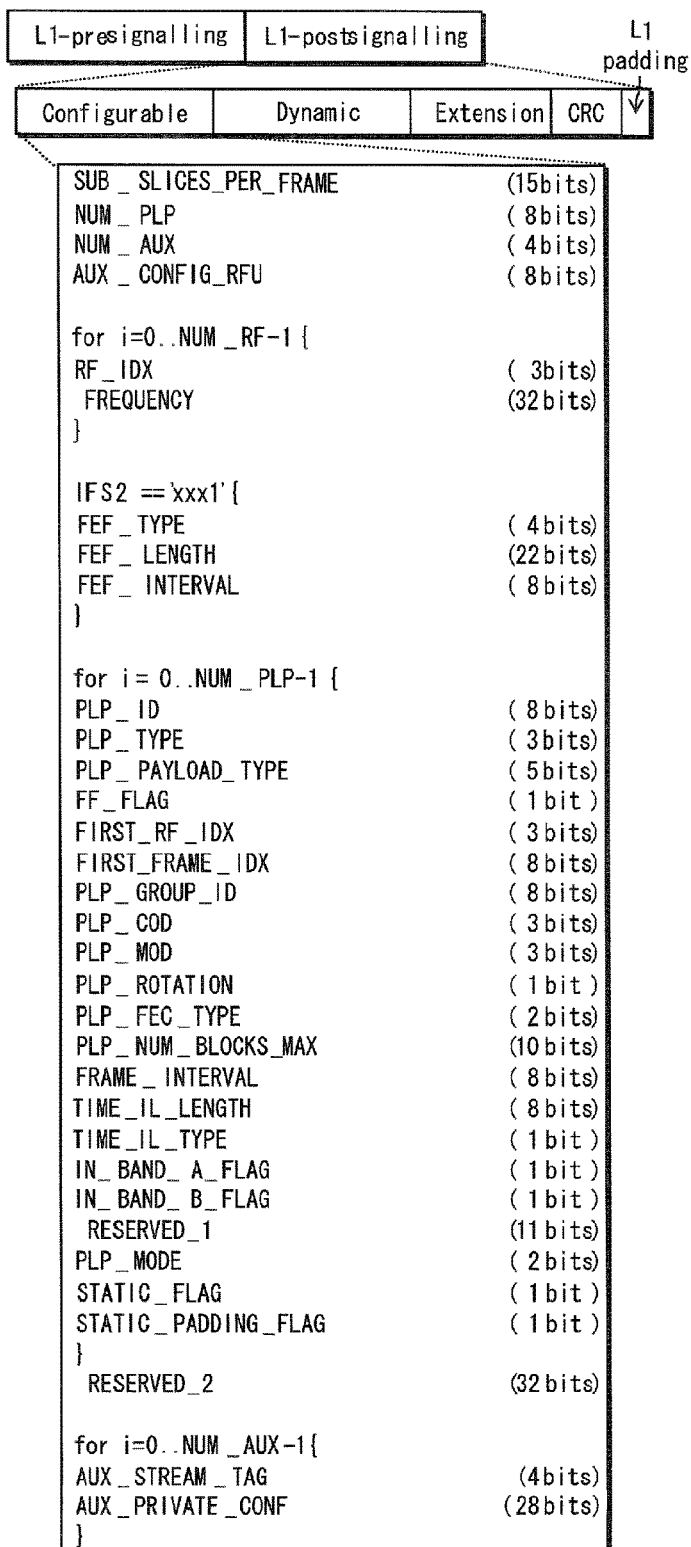 L1-presignalling L1-postsignalling L1
padding
Configurable Dynamic Extension CRC
SUB_SLICES_PER_FRAME (15bits)
NUM_PLP (8bits)
NUM_AUX (4bits)
AUX_CONFIG_RFU (8bits)
for i=0..NUM_RF-1 {
RF_IDX (3bits)
FREQUENCY (32bits)
}
IFS2 =='xxx1' {
FEF_TYPE (4bits)
FEF_LENGTH (22bits)
FEF_INTERVAL (8bits)
}
for i=0..NUM_PLP-1 {
PLP_ID (8bits)
PLP_TYPE (3bits)
PLP_PAYLOAD_TYPE (5bits)
FF_FLAG (1bit)
FIRST_RF_IDX (3bits)
FIRST_FRAME_IDX (8bits)
PLP_GROUP_ID (8bits)
PLP_COD (3bits)
PLP_MOD (3bits)
PLP_ROTATION (1bit)
PLP_FEC_TYPE (2bits)
PLP_NUM_BLOCKS_MAX (10bits)
FRAME_INTERVAL (8bits)
TIME_IL_LENGTH (8bits)
TIME_IL_TYPE (1bit)
IN_BAND_A_FLAG (1bit)
IN_BAND_B_FLAG (1bit)
RESERVED_1 (11bits)
PLP_MODE (2bits)
STATIC_FLAG (1bit)
STATIC_PADDING_FLAG (1bit)
}
RESERVED_2 (32bits)
for i=0..NUM_AUX-1{
AUX_STREAM_TAG (4bits)
AUX_PRIVATE_CONF (28bits)
}